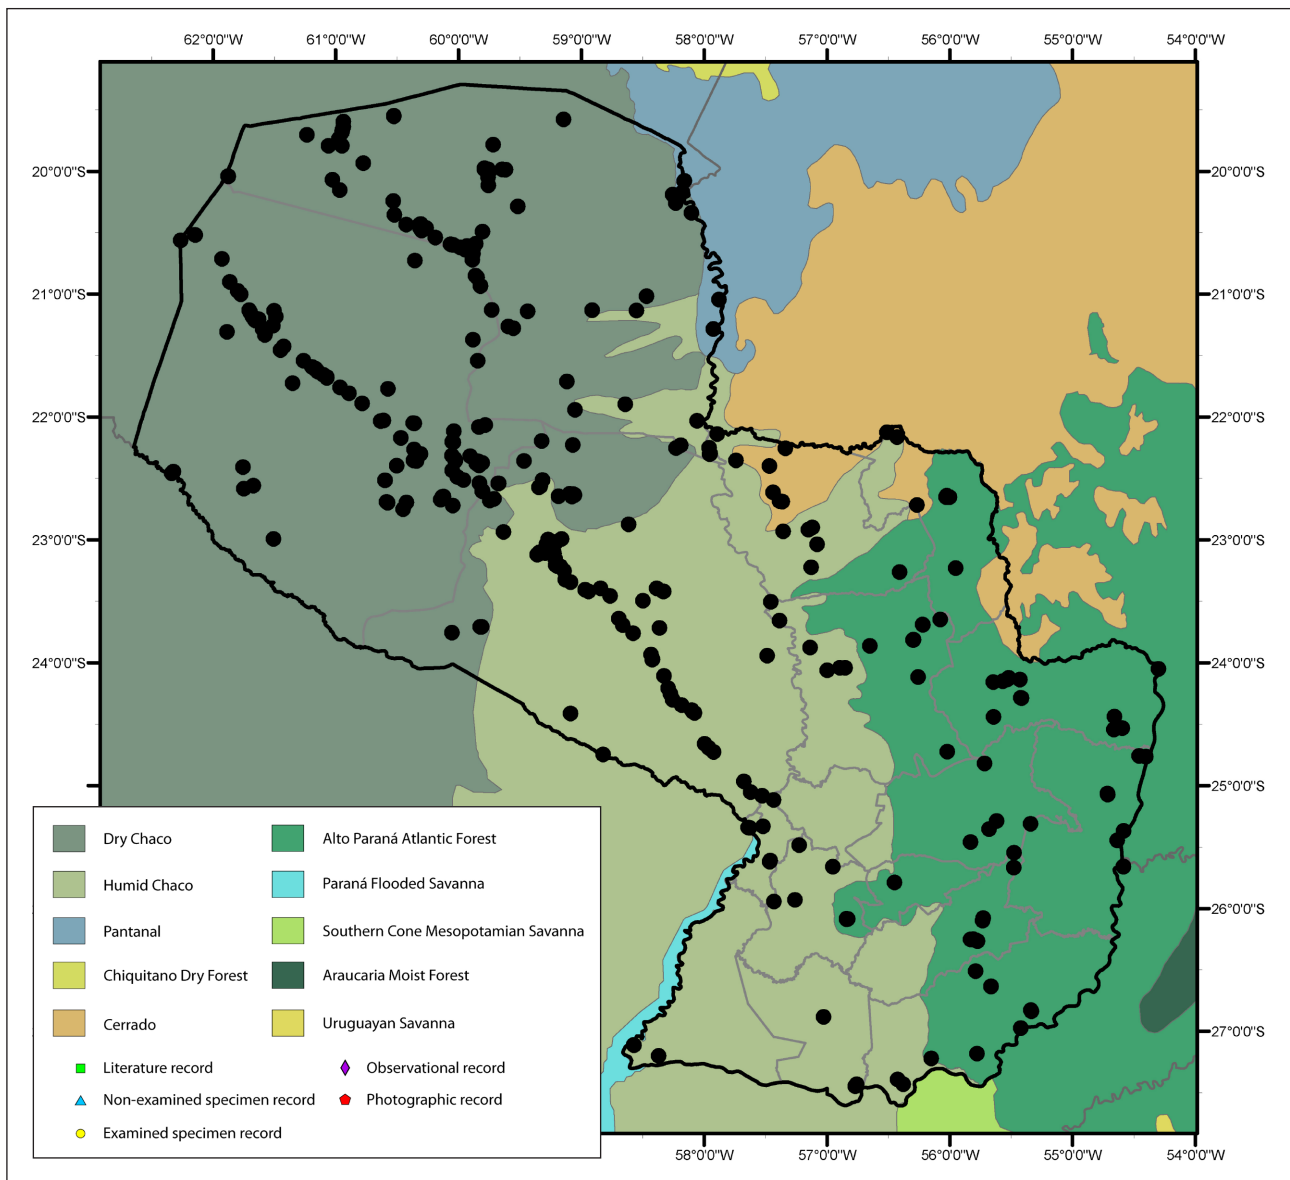 62°0'0"W 61°0'0"W 60°0'0"W 59°0'0"W 58°0'0"W 57°0'0"W 56°0'0"W 55°0'0"W 54°0'0"W
20°0'0"S 20°0'0"S
21°0'0"S 21°0'0"S
22°0'0"S 22°0'0"S
23°0'0"S 23°0'0"S
24°0'0"S 24°0'0"S
25°0'0"S
26°0'0"S
27°0'0"S
Dry Chaco
Humid Chaco
Pantanal
Chiquitano Dry Forest
Cerrado
Alto Paraná Atlantic Forest
Paraná Flooded Savanna
Southern Cone Mesopotamian Savanna
Araucaria Moist Forest
Uruguayan Savanna
Literature record
Non-examined specimen record
Examined specimen record
Observational record
Photographic record
58°0'0"W 57°0'0"W 56°0'0"W 55°0'0"W 54°0'0"W